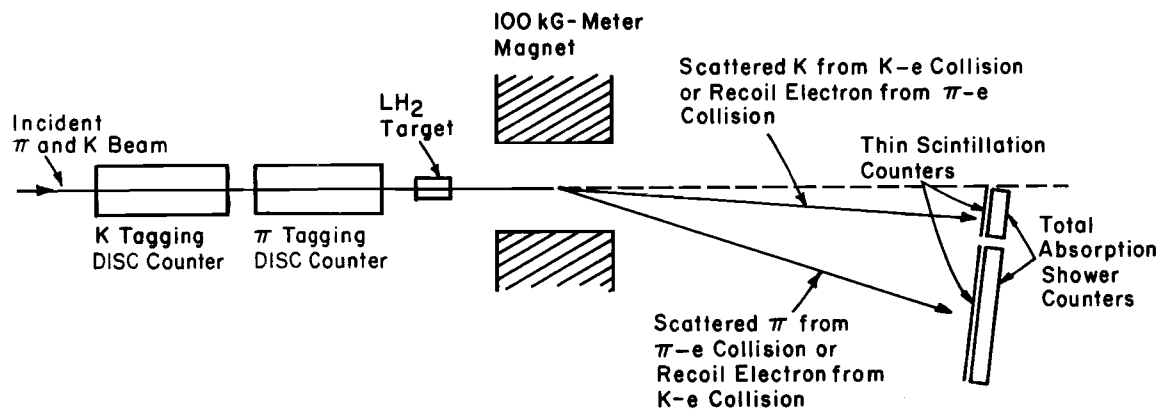 100 kG-Meter
Magnet
Scattered K from K-e Collision
or Recoil Electron from π-e
Collision
LH2
Target
Incident
π and K Beam
Thin Scintillation
Counters
K Tagging
DISC Counter
π Tagging
DISC Counter
Total
Absorption
Shower
Counters
Scattered π from
π-e Collision or
Recoil Electron from
K-e Collision